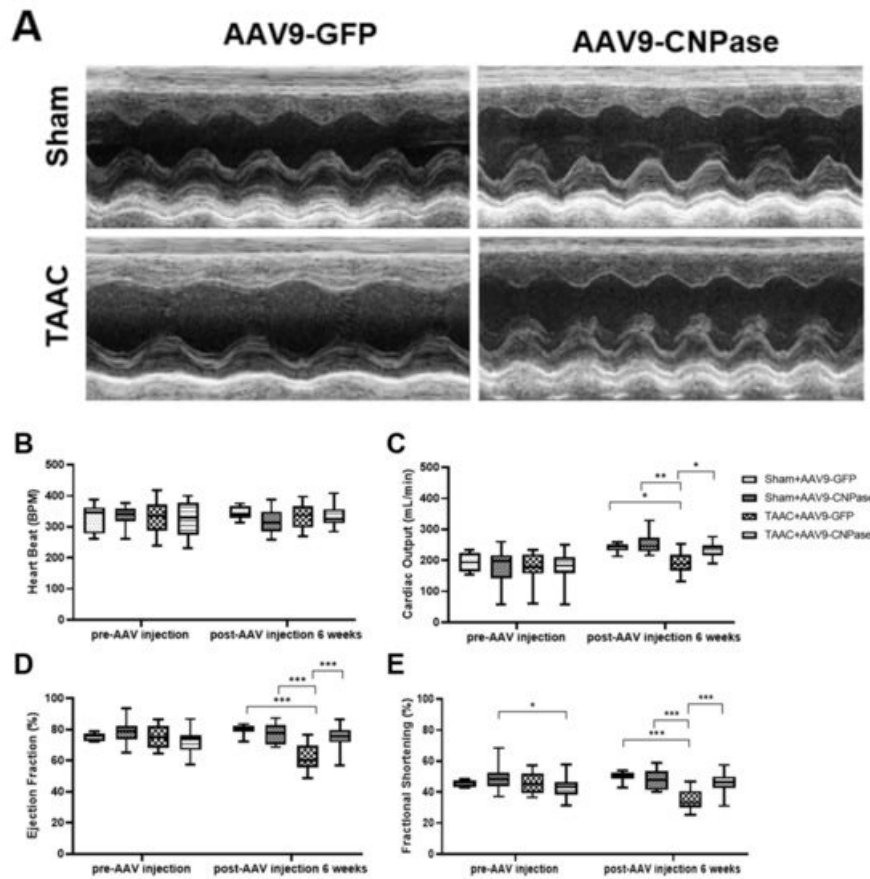 A
AAV9-GFP
AAV9-CNPase
Sham
TAAC
B
Heart Beat (BPM)
500
400
300
200
100
0
pre-AAV injection
post-AAV injection 6 weeks
C
Cardiac Output (mL/min)
500
400
300
200
100
0
*
**
*
pre-AAV injection
post-AAV injection 6 weeks
Sham+AAV9-GFP
Sham+AAV9-CNPase
TAAC+AAV9-GFP
TAAC+AAV9-CNPase
D
Ejection Fraction (%)
100
80
60
40
20
0
***
***
***
pre-AAV injection
post-AAV injection 6 weeks
E
Fractional Shortening (%)
100
80
60
40
20
0
*
***
***
***
pre-AAV injection
post-AAV injection 6 weeks